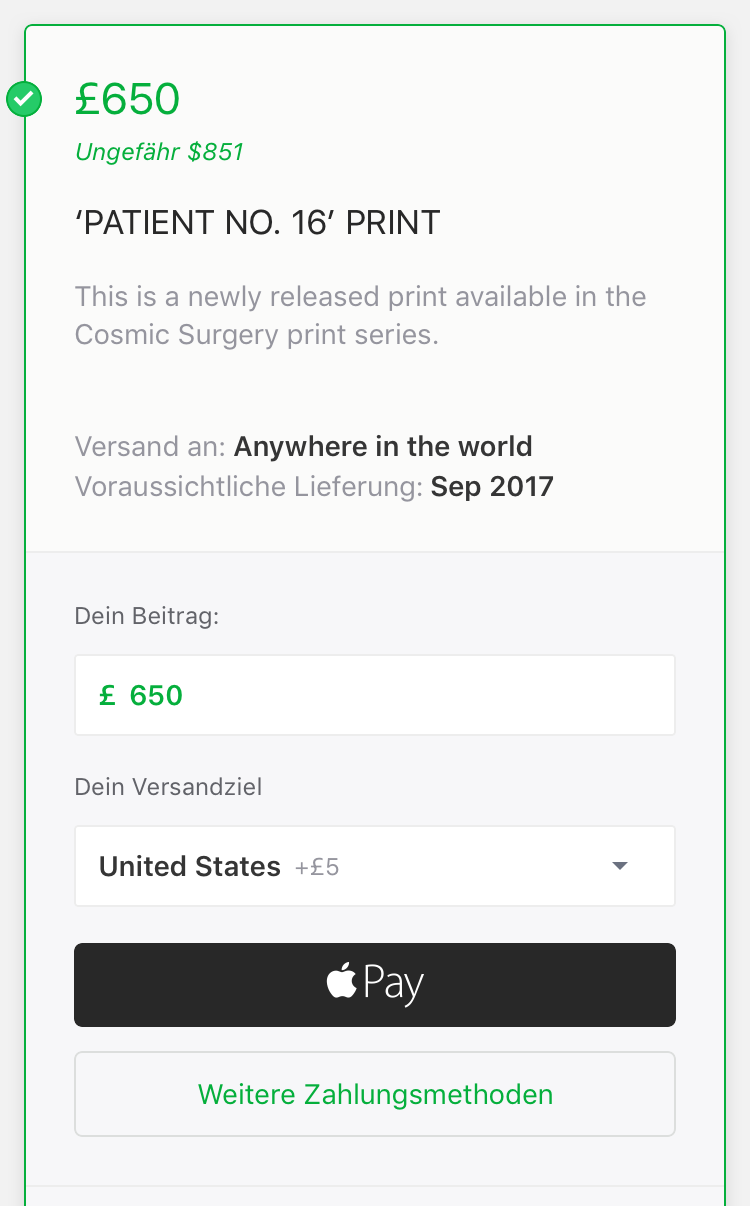 £650
Ungefähr $851
‘PATIENT NO. 16’ PRINT
This is a newly released print available in the
Cosmic Surgery print series.
Versand an: Anywhere in the world
Voraussichtliche Lieferung: Sep 2017
Dein Beitrag:
£ 650
Dein Versandziel
United States +£5
Pay
Weitere Zahlungsmethoden